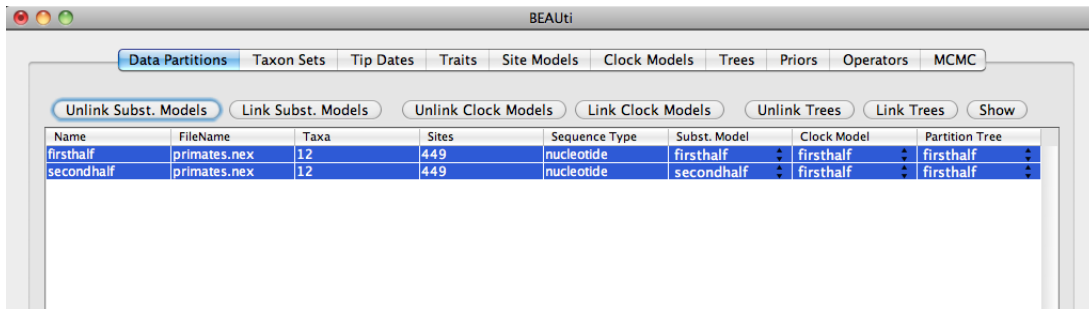 BEAUti
Data Partitions Taxon Sets Tip Dates Traits Site Models Clock Models Trees Priors Operators MCMC
Unlink Subst. Models Link Subst. Models Unlink Clock Models Link Clock Models Unlink Trees Link Trees Show
Name FileName Taxa Sites Sequence Type Subst. Model Clock Model Partition Tree
firsthalf primates.nex 12 449 nucleotide firsthalf firsthalf firsthalf
secondhalf primates.nex 12 449 nucleotide secondhalf firsthalf firsthalf